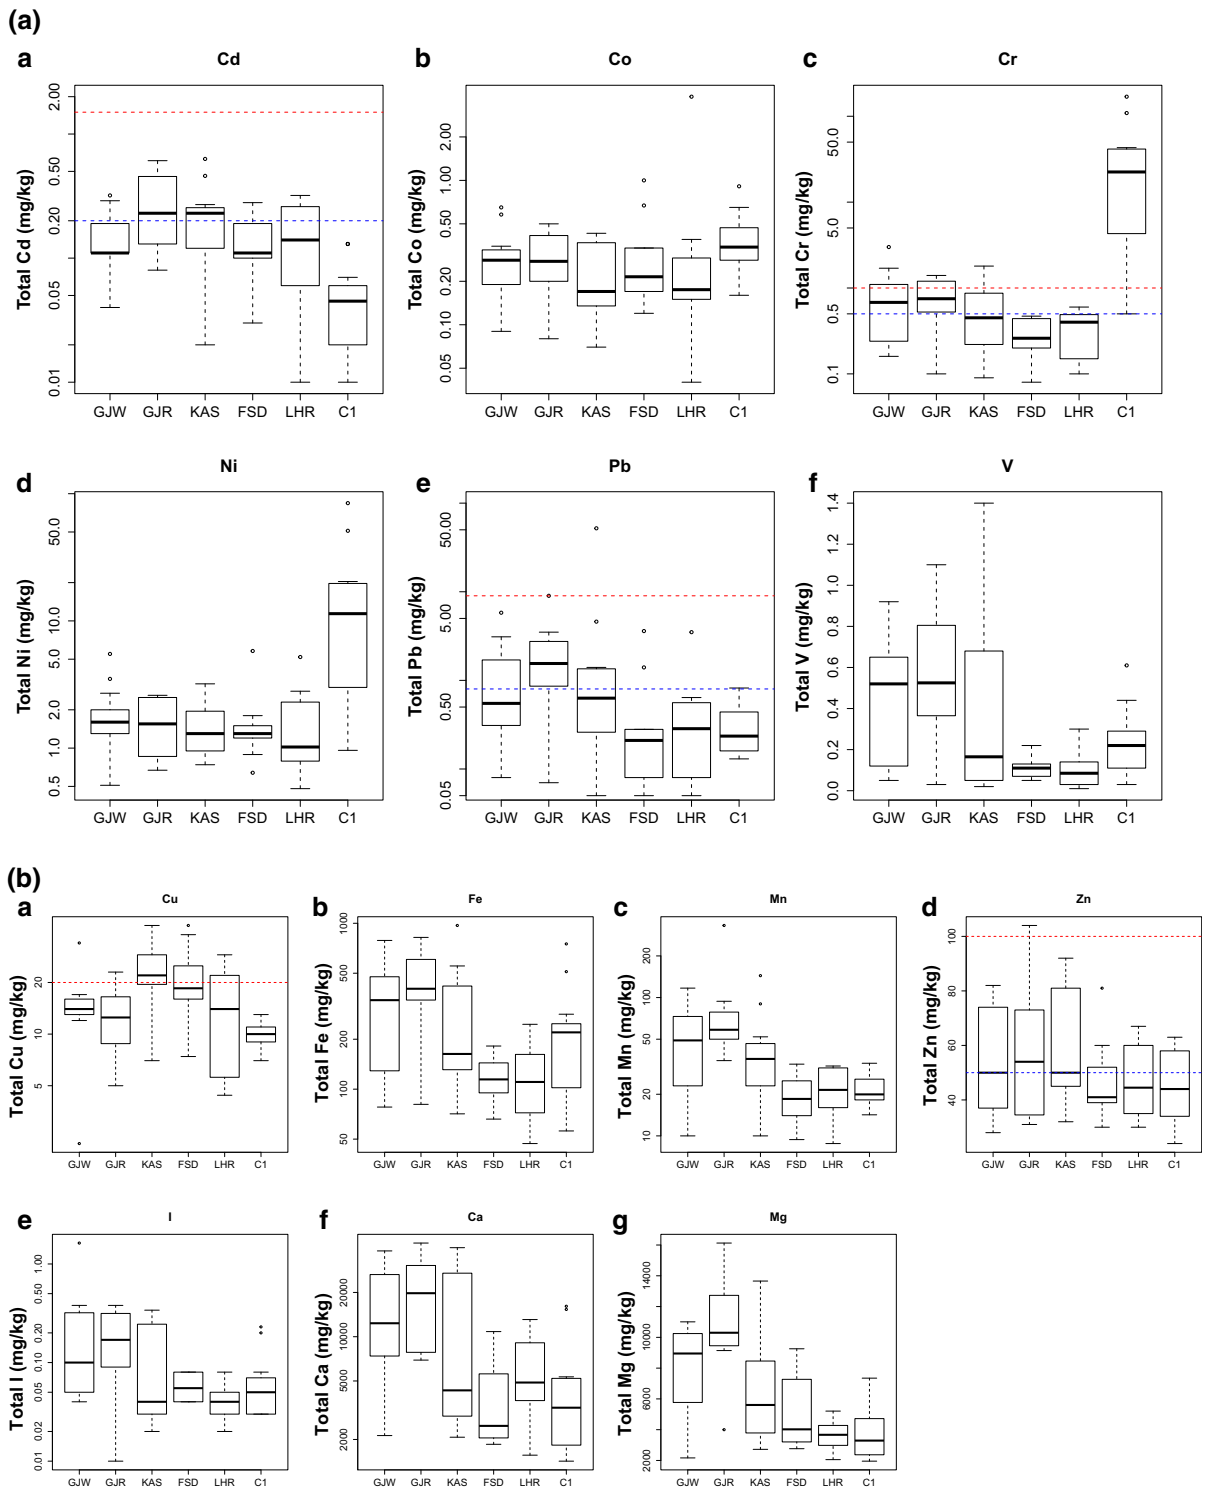 (a)
a
Cd
Total Cd (mg/kg)
2.00
0.50
0.20
0.05
0.01
GJW GJR KAS FSD LHR C1
b
Co
Total Co (mg/kg)
2.00
1.00
0.50
0.20
0.10
0.05
GJW GJR KAS FSD LHR C1
c
Cr
Total Cr (mg/kg)
50.0
5.0
0.5
0.1
GJW GJR KAS FSD LHR C1
d
Ni
Total Ni (mg/kg)
50.0
10.0
5.0
2.0
1.0
0.5
GJW GJR KAS FSD LHR C1
e
Pb
Total Pb (mg/kg)
50.00
5.00
0.50
0.05
GJW GJR KAS FSD LHR C1
f
V
Total V (mg/kg)
1.4
1.2
1.0
0.8
0.6
0.4
0.2
0.0
GJW GJR KAS FSD LHR C1
(b)
a
Cu
Total Cu (mg/kg)
20
10
5
GJW GJR KAS FSD LHR C1
b
Fe
Total Fe (mg/kg)
1000
500
200
100
50
GJW GJR KAS FSD LHR C1
c
Mn
Total Mn (mg/kg)
200
100
50
20
10
GJW GJR KAS FSD LHR C1
d
Zn
Total Zn (mg/kg)
100
80
60
40
GJW GJR KAS FSD LHR C1
e
I
Total I (mg/kg)
1.00
0.50
0.20
0.10
0.05
0.02
0.01
GJW GJR KAS FSD LHR C1
f
Ca
Total Ca (mg/kg)
20000
10000
5000
2000
GJW GJR KAS FSD LHR C1
g
Mg
Total Mg (mg/kg)
14000
10000
6000
2000
GJW GJR KAS FSD LHR C1